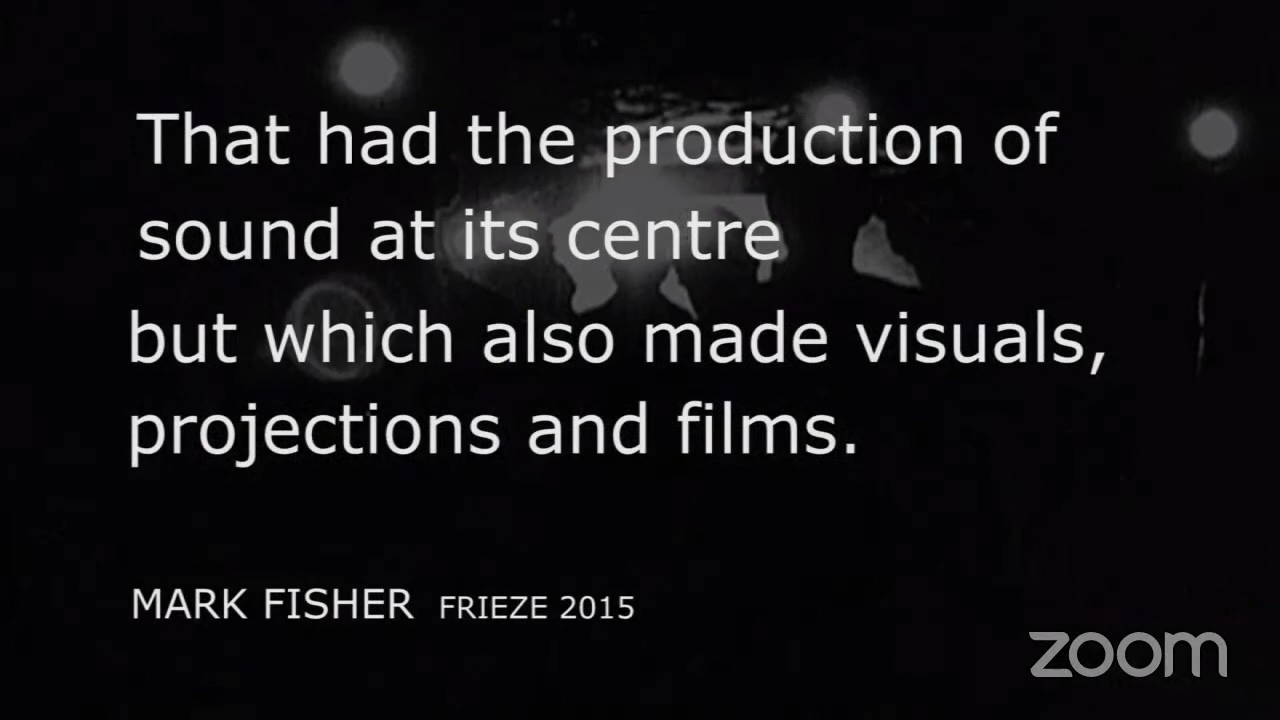 That had the production of
sound at its centre
but which also made visuals,
projections and films.
MARK FISHER FRIEZE 2015
zoom